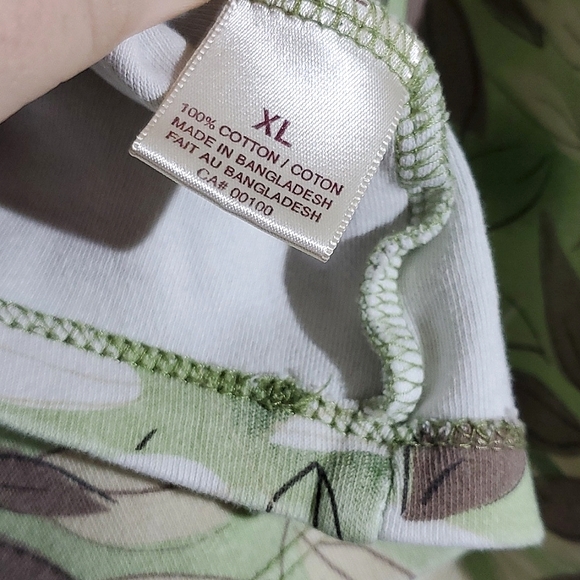 XL
100% COTTON / COTON
MADE IN BANGLADESH
FAIT AU BANGLADESH
CA# 00100